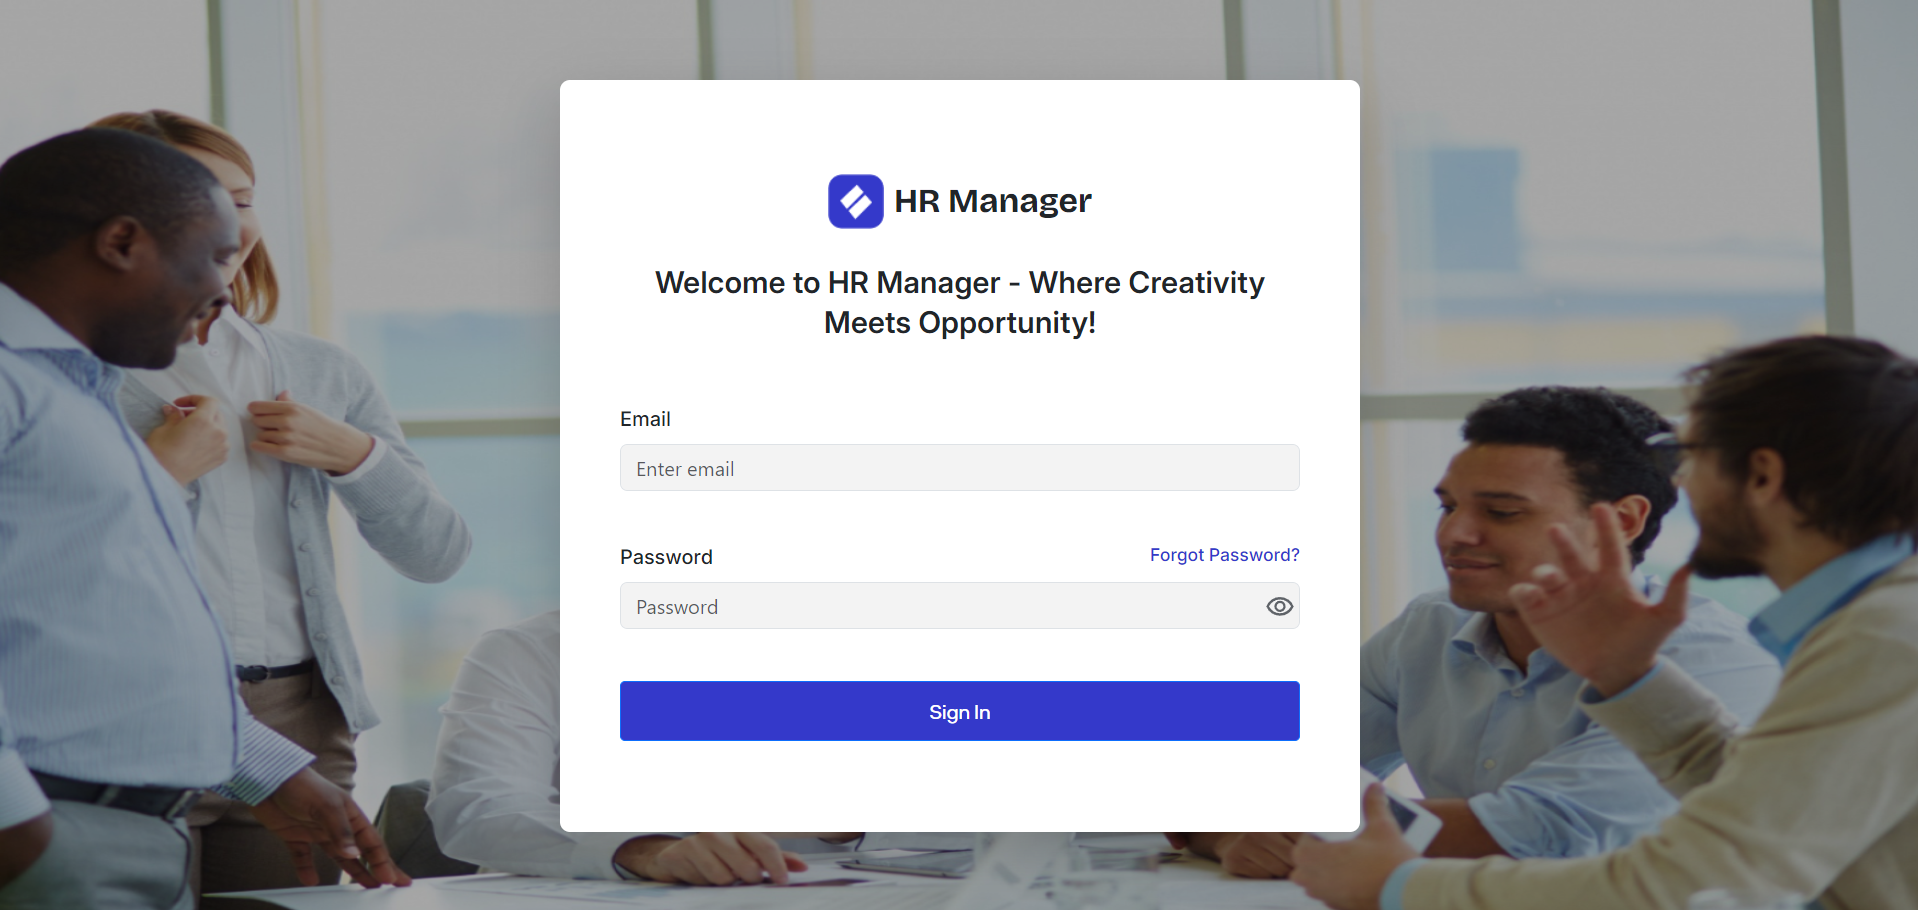 HR Manager
Welcome to HR Manager - Where Creativity
Meets Opportunity!
Email
Enter email
Password
Forgot Password?
Password
Sign In